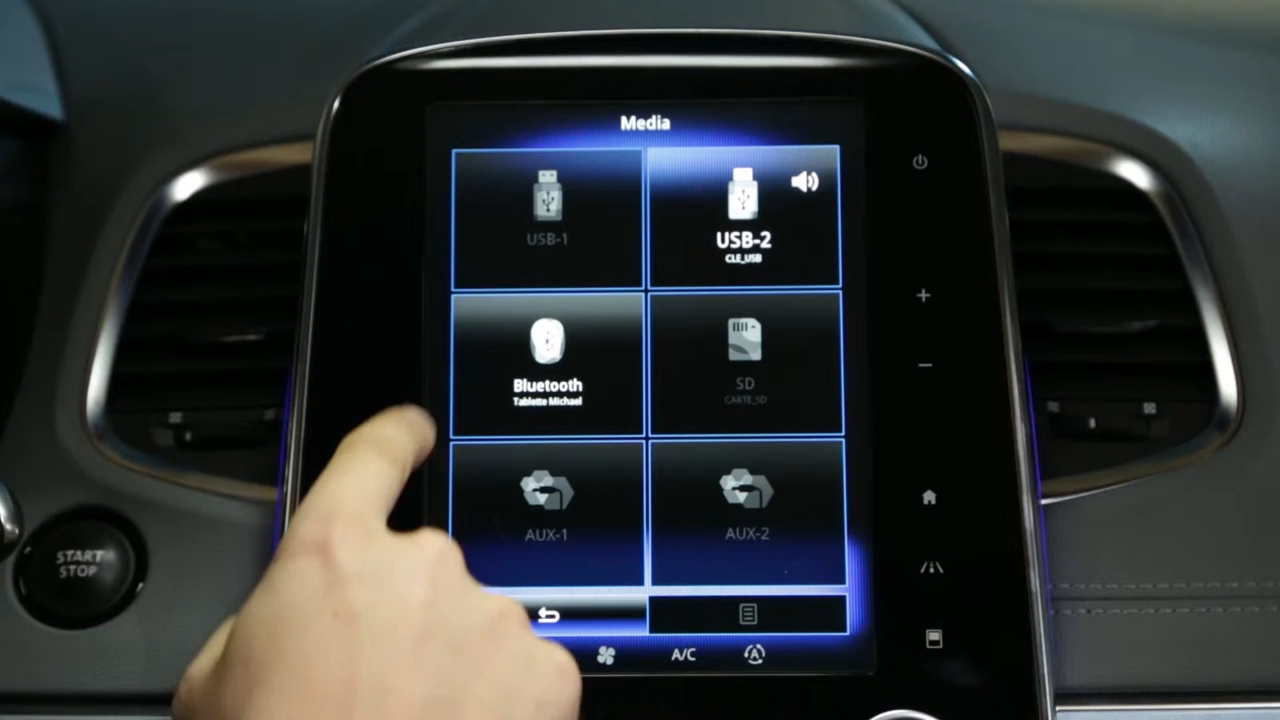 Media
USB-1
USB-2
CLE_USB
Bluetooth
Tablette Michael
SD
CARTE_SD
AUX-1
AUX-2
START
STOP
A/C
A